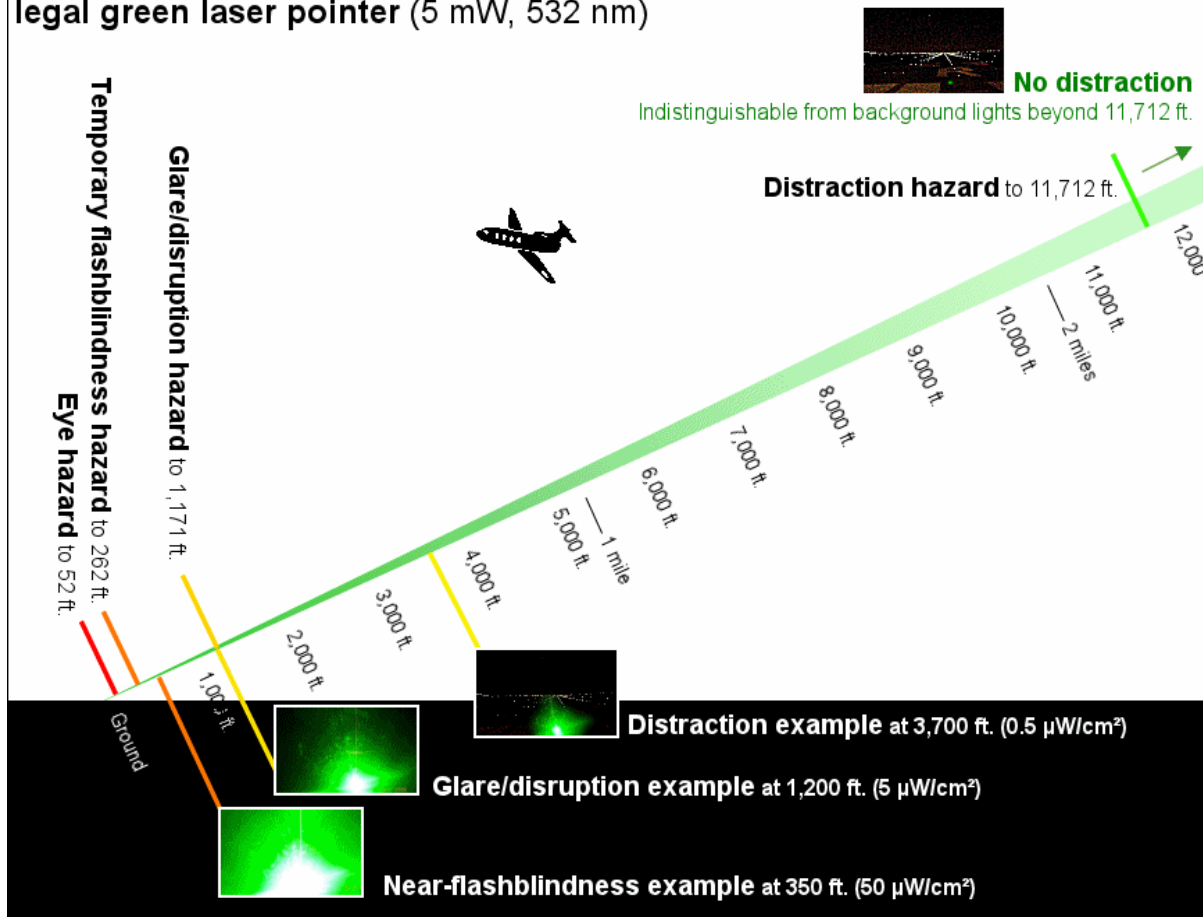 legal green laser pointer (5 mW, 532 nm)
No distraction
Indistinguishable from background lights beyond 11,712 ft.
Distraction hazard to 11,712 ft.
Glare/disruption hazard to 1,171 ft.
Temporary flashblindness hazard to 262 ft.
Eye hazard to 52 ft.
Ground
2,000 ft.
3,000 ft.
4,000 ft.
5,000 ft.
1 mile
6,000 ft.
7,000 ft.
8,000 ft.
9,000 ft.
10,000 ft.
2 miles
11,000 ft.
12,000
Distraction example at 3,700 ft. (0.5 µW/cm²)
Glare/disruption example at 1,200 ft. (5 µW/cm²)
Near-flashblindness example at 350 ft. (50 µW/cm²)